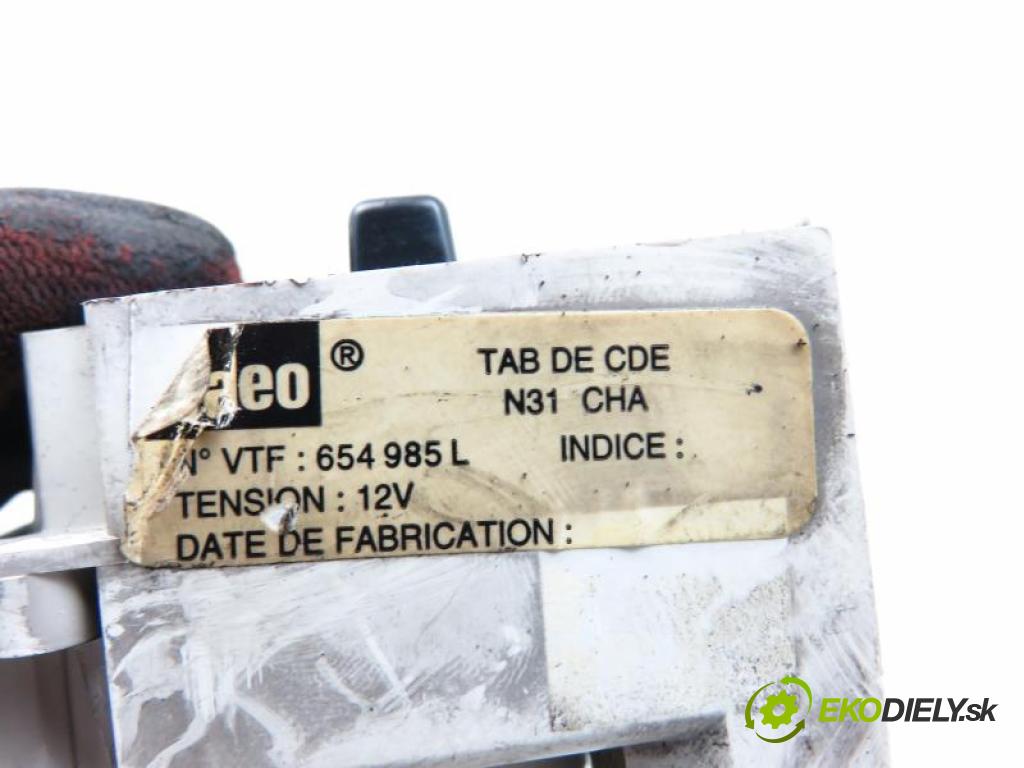 aeo ®
TAB DE CDE
N31 CHA
N° VTF : 654 985 L
INDICE :
TENSION : 12V
DATE DE FABRICATION :
EKODIELY.sk